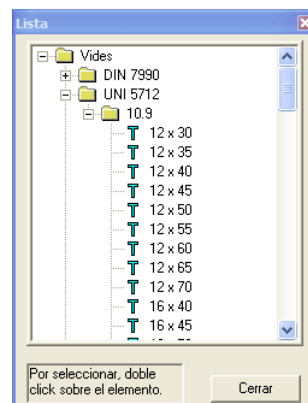 Lista
Vides
DIN 7990
UNI 5712
10.9
12 x 30
12 x 35
12 x 40
12 x 45
12 x 50
12 x 55
12 x 60
12 x 65
12 x 70
16 x 40
16 x 45
Por seleccionar, doble
click sobre el elemento.
Cerrar